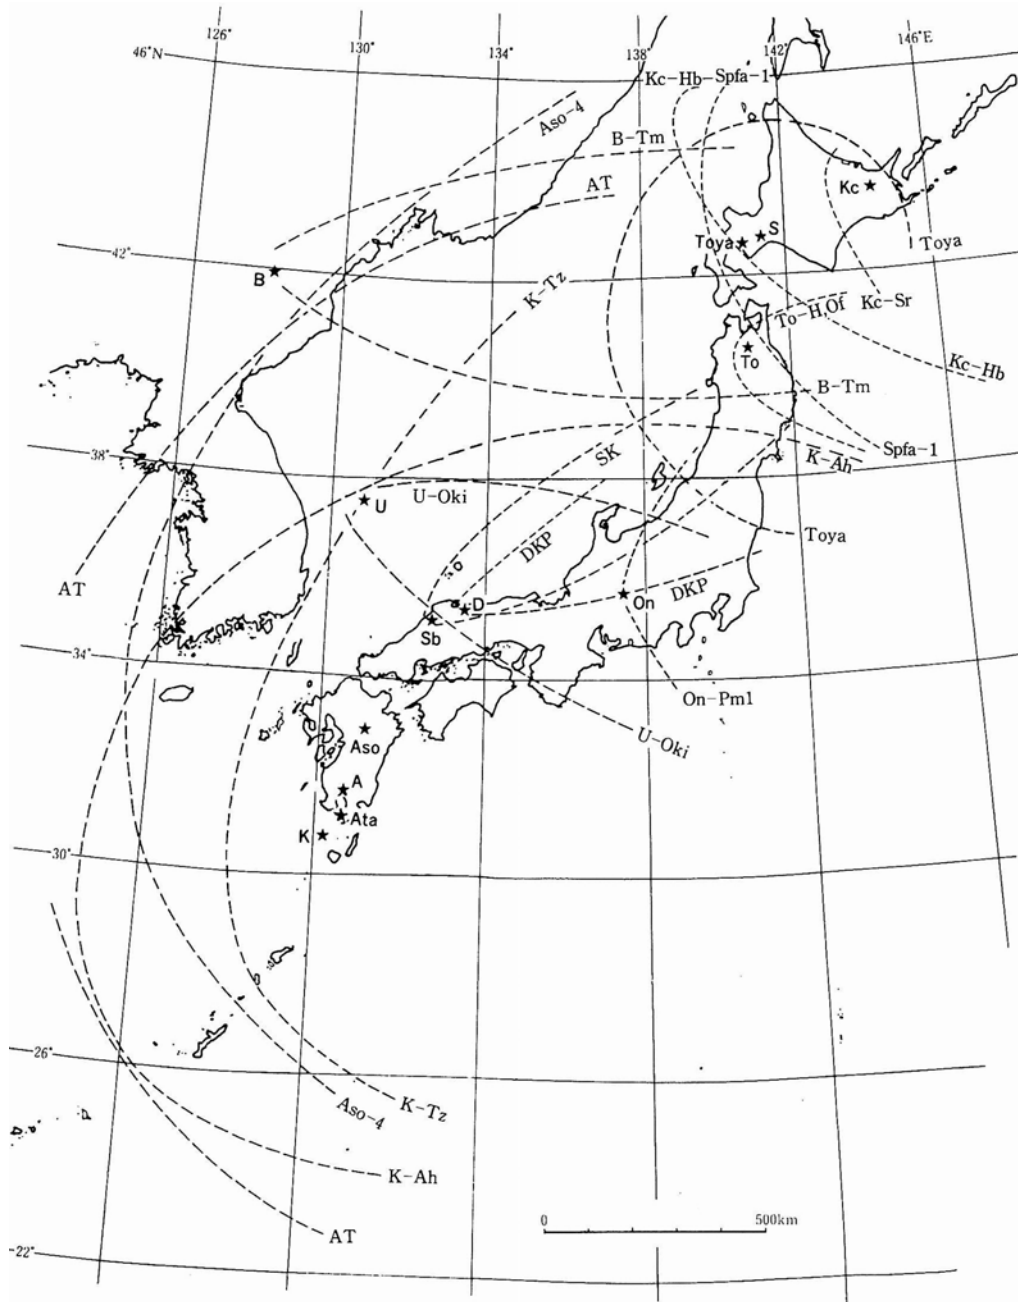 126°
130°
134°
138°
142°
146°E
46°N
Kc-Hb
Spfa-1
Aso-4
B-Tm
AT
Kc
Toya
S
Toya
42°
B
K-Tz
Kc-Sr
To-H,Of
To
Kc-Hb
B-Tm
38°
SK
K-Ah
Spfa-1
U-Oki
U
DKP
Toya
AT
D
DKP
On
Sb
34°
On-Pm1
U-Oki
Aso
A
Ata
K
30°
26°
Aso-4
K-Tz
K-Ah
AT
0
500km
22°